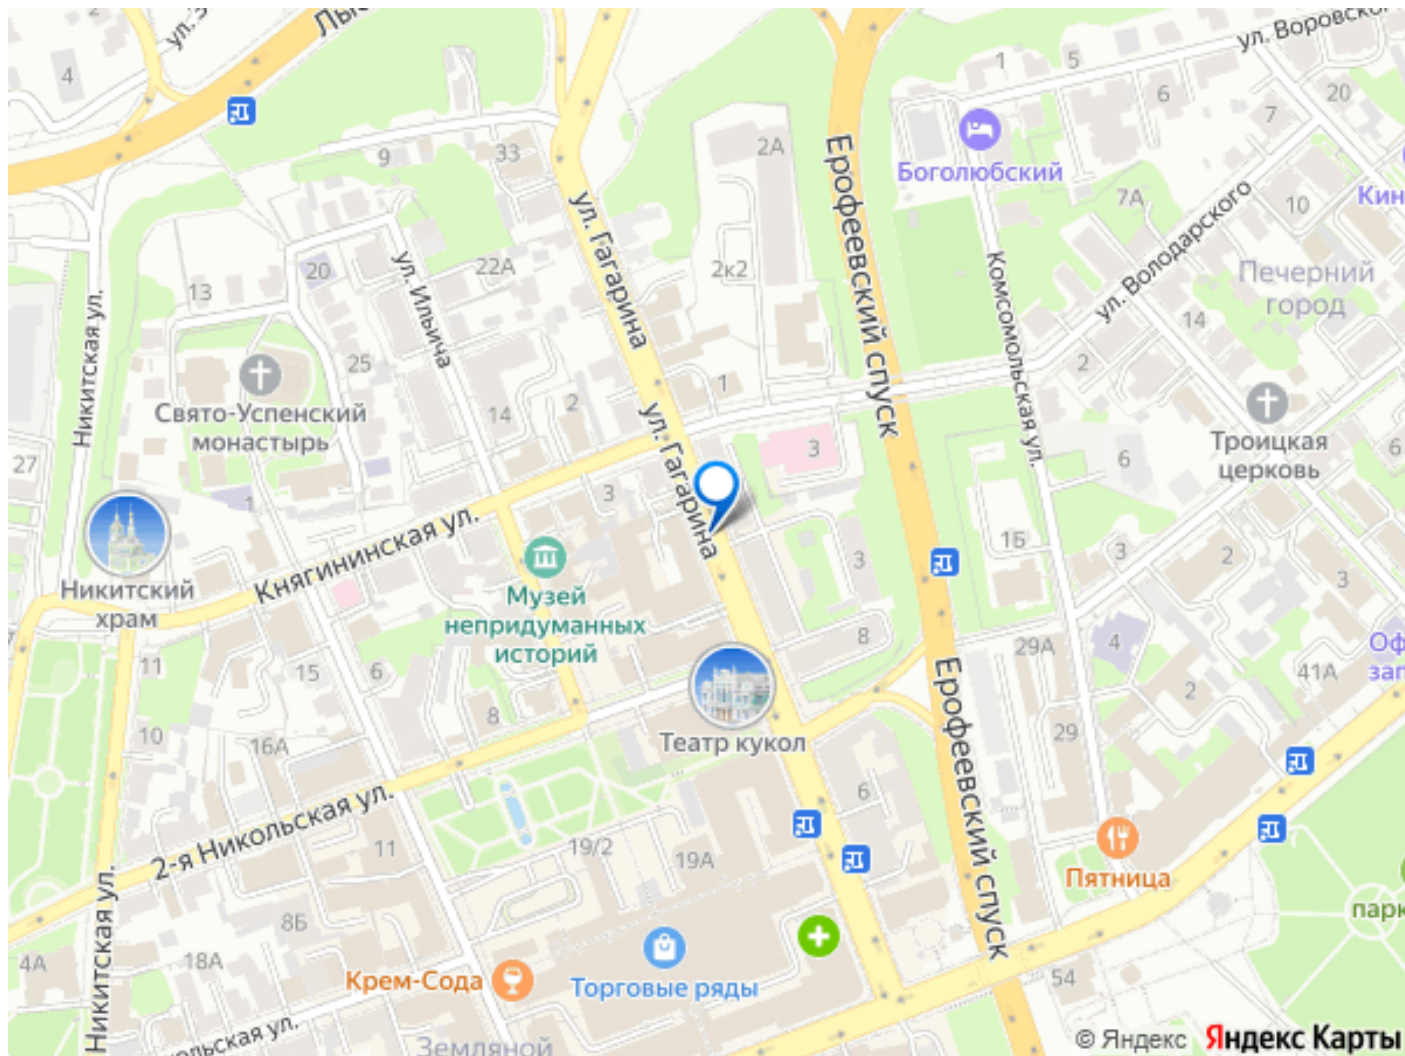 ул. Воровского
1
5
4
6
20
7
2А
33
9
Боголюбский
Кин
7А
10
ул. Гагарина
Ерофеевский спуск
ул. Володарского
Печерний
город
20
22А
2к2
13
ул. Ильича
Комсомольская ул.
14
Никитская ул.
25
2
1
2
Свято-Успенский
монастырь
14
2
ул. Гагарина
Троицкая
церковь
27
3
6
6
1
3
Княгининская ул.
1Б
3
3
2
3
Никитский
храм
Музей
непридуманных
историй
11
15
6
8
29А
4
41А
2
Ерофеевский спуск
8
10
16А
Театр кукол
29
6
2-я Никольская ул.
11
19/2
19А
Пятница
парк
Никитская ул.
8Б
4А
18А
Крем-Сода
Торговые ряды
54
Земляной
© Яндекс Яндекс Карты